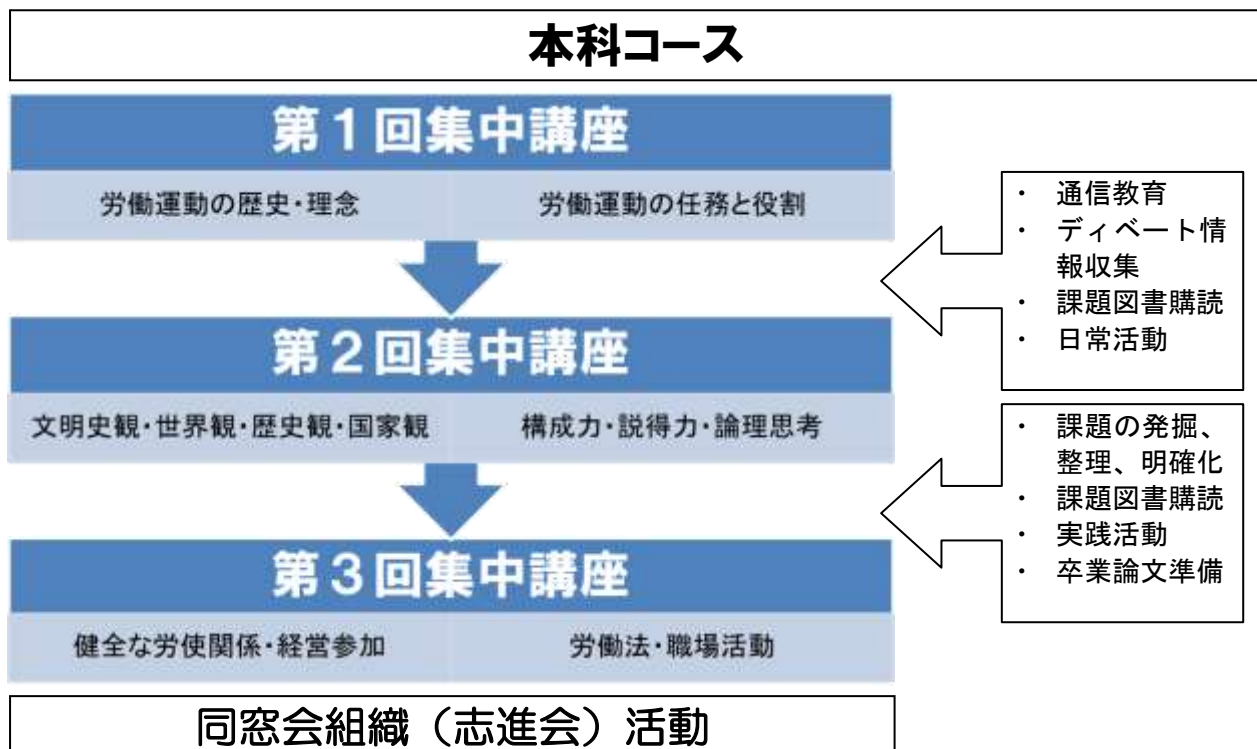 本科コース
第1回集中講座
労働運動の歴史・理念
労働運動の任務と役割
・ 通信教育
・ ディベート情
報収集
・ 課題図書購読
・ 日常活動
第2回集中講座
文明史観・世界観・歴史観・国家観
構成力・説得力・論理思考
・ 課題の発掘、
整理、明確化
・ 課題図書購読
・ 実践活動
・ 卒業論文準備
第3回集中講座
健全な労使関係・経営参加
労働法・職場活動
同窓会組織（志進会）活動